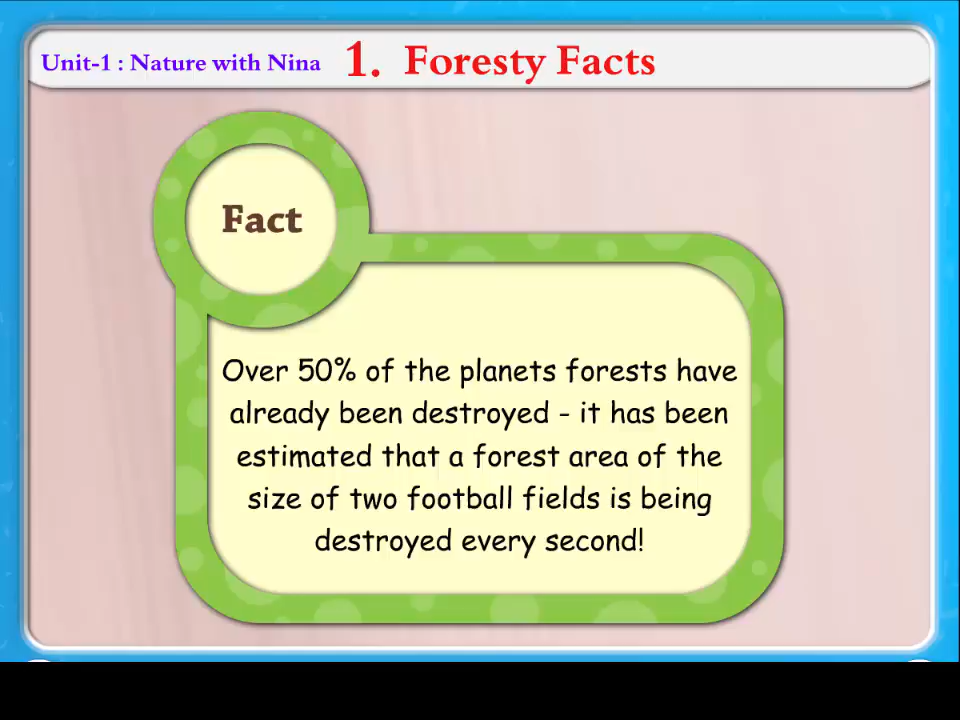 Unit-1 : Nature with Nina 1. Foresty Facts
Fact
Over 50% of the planets forests have
already been destroyed - it has been
estimated that a forest area of the
size of two football fields is being
destroyed every second!